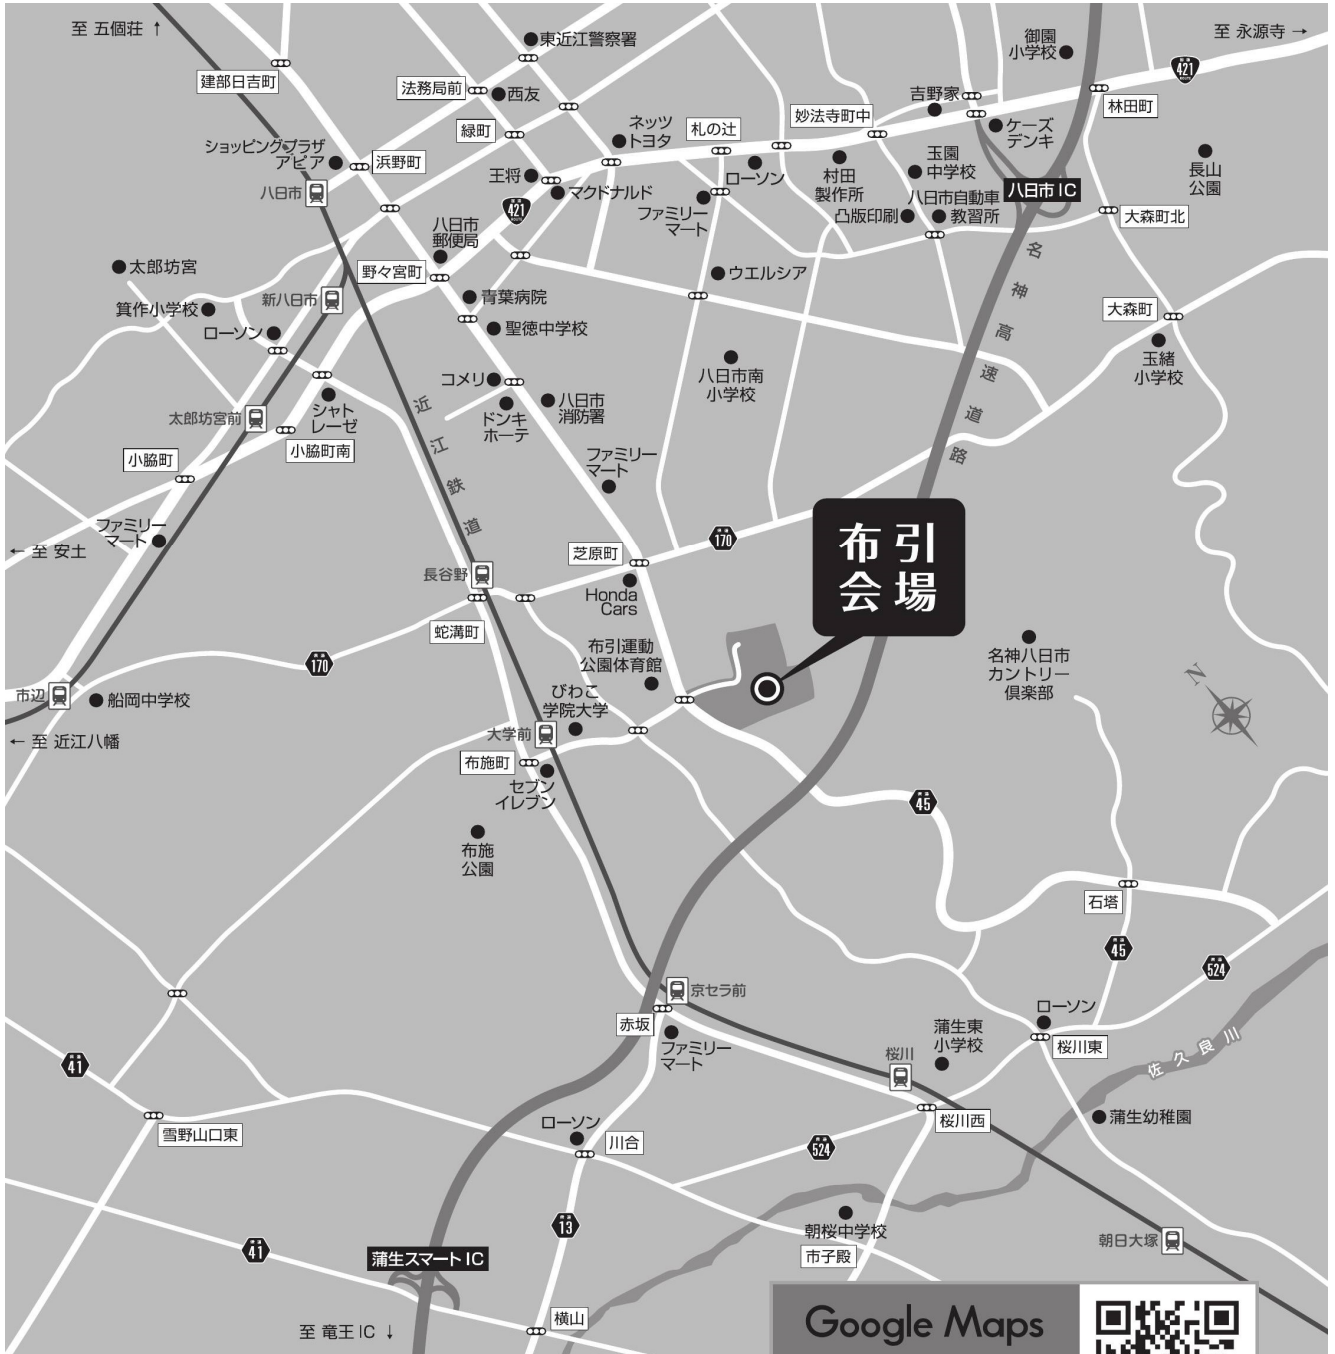 至 五個荘 ↑
東近江警察署
御園
小学校
至 永源寺 →
421
建部日吉町
法務局前
西友
吉野家
林田町
緑町
ネッツ
トヨタ
札の辻
妙法寺町中
ケーズ
デンキ
ショッピングプラザ
アピア
浜野町
王将
マクドナルド
ローソン
村田
製作所
玉園
中学校
長山
公園
八日市
421
ファミリー
マート
凸版印刷
八日市自動車
教習所
八日市 IC
大森町北
八日市
郵便局
太郎坊宮
野々宮町
ウエルシア
名神高速道路
新八日市
青葉病院
箕作小学校
ローソン
聖徳中学校
大森町
玉緒
小学校
コメリ
八日市南
小学校
シャト
レーゼ
近江鉄道
ドンキ
ホーテ
八日市
消防署
太郎坊宮前
小脇町南
小脇町
ファミリー
マート
ファミリー
マート
← 至 安土
芝原町
170
布引
会場
長谷野
Honda
Cars
蛇溝町
170
布引運動
公園体育館
名神八日市
カントリー
倶楽部
N
市辺
船岡中学校
びわこ
学院大学
大学前
← 至 近江八幡
布施町
セブン
イレブン
45
布施
公園
石塔
45
524
京セラ前
赤坂
ファミリー
マート
蒲生東
小学校
ローソン
桜川東
桜川
佐久良川
41
雪野山口東
ローソン
川合
桜川西
蒲生幼稚園
524
13
朝桜中学校
市子殿
朝日大塚
41
蒲生スマート IC
横山
至 竜王 IC ↓
Google Maps